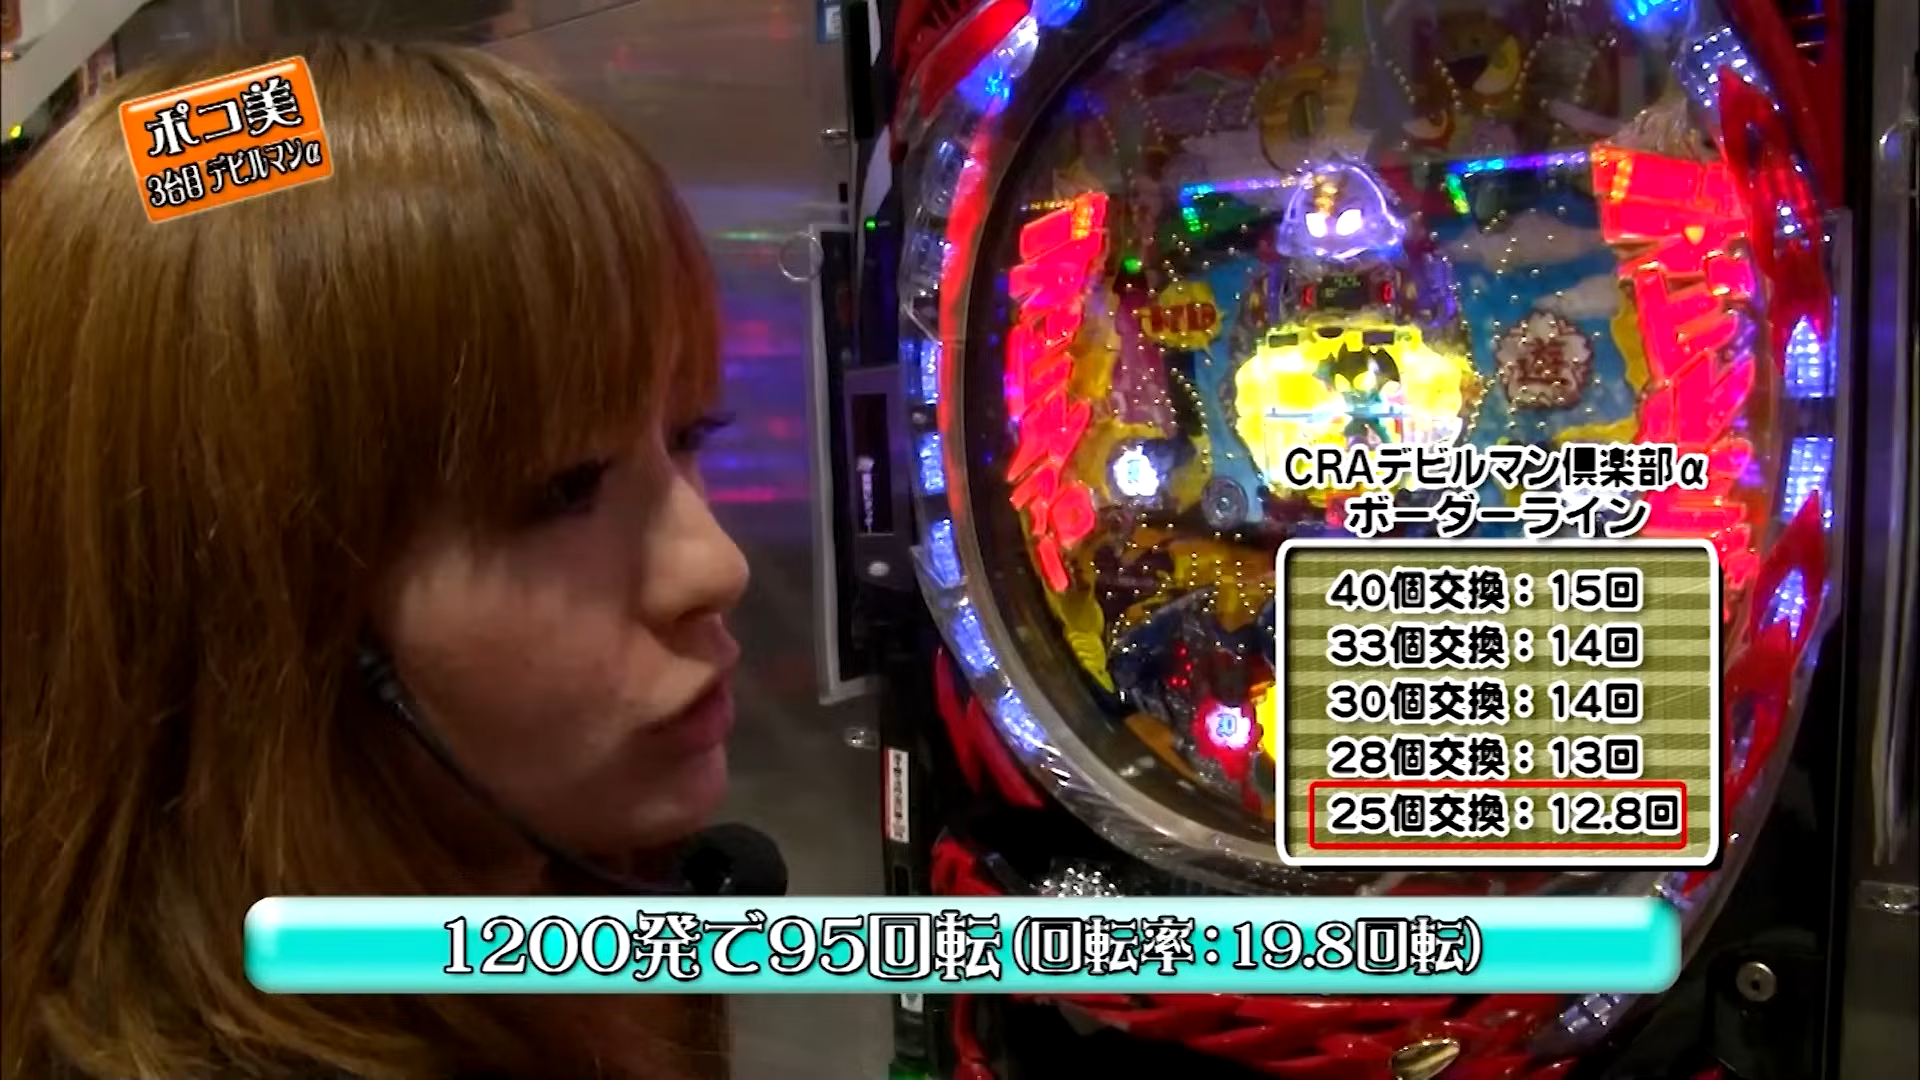 ポコ美
3台目 デビルマンα
CRAデビルマン倶楽部α
ボーダーライン
40個交換：15回
33個交換：14回
30個交換：14回
28個交換：13回
25個交換：12.8回
1200発で95回転（回転率：19.8回転）
遊